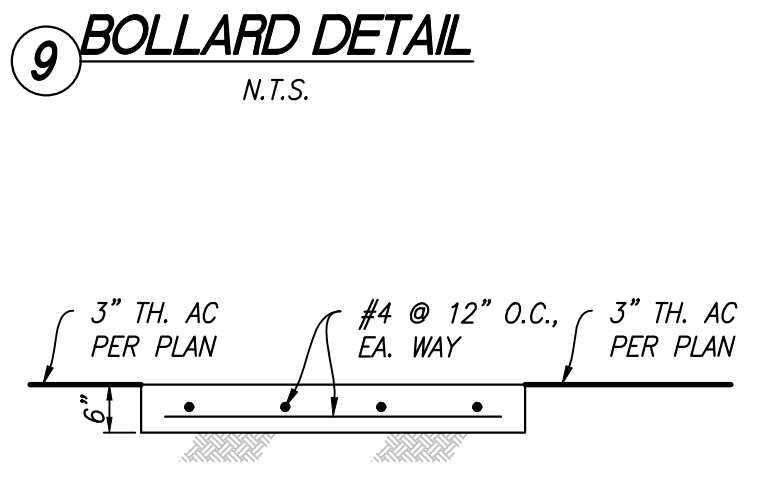 9 BOLLARD DETAIL
N.T.S.
3" TH. AC
PER PLAN
#4 @ 12" O.C.,
EA. WAY
3" TH. AC
PER PLAN
6"